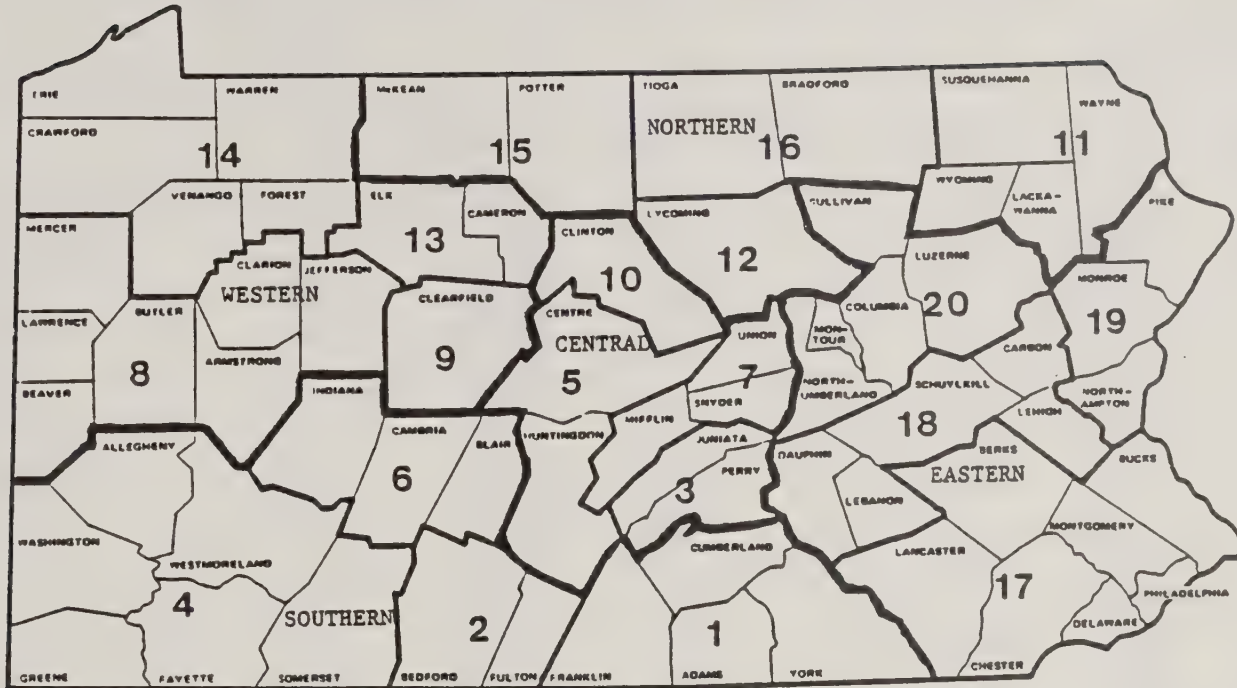 ERIE
WARREN
McKEAN
POTTER
TIOGA
BRADFORD
SUSQUEHANNA
WAYNE
CRAWFORD
NORTHERN
14
15
16
11
VENANGO
FOREST
ELK
CAMERON
LYCOMING
SULLIVAN
WYOMING
LACKA-
WANNA
PIKE
MERCER
CLINTON
13
12
CLARION
JEFFERSON
10
LUZERNE
MONROE
WESTERN
CLEARFIELD
COLUMBIA
20
19
LAWRENCE
BUTLER
CENTRE
CENTRAL
UNION
MON-
TOUR
CARBON
ARMSTRONG
8
9
5
7
NORTH-
UMBERLAND
SCHUYLKILL
NORTH-
AMPTON
BEAVER
INDIANA
SNYDER
18
LEHIGH
ALLEGHENY
CAMBRIA
BLAIR
HUNTINGDON
MIFFLIN
JUNIATA
BERKS
BUCKS
6
PERRY
DAUPHIN
EASTERN
3
LEBANON
WASHINGTON
CUMBERLAND
LANCASTER
MONTGOMERY
WESTMORELAND
4
17
PHILADELPHIA
SOUTHERN
2
1
DELAWARE
GREENE
FAYETTE
SOMERSET
BEDFORD
FULTON
FRANKLIN
ADAMS
YORK
CHESTER